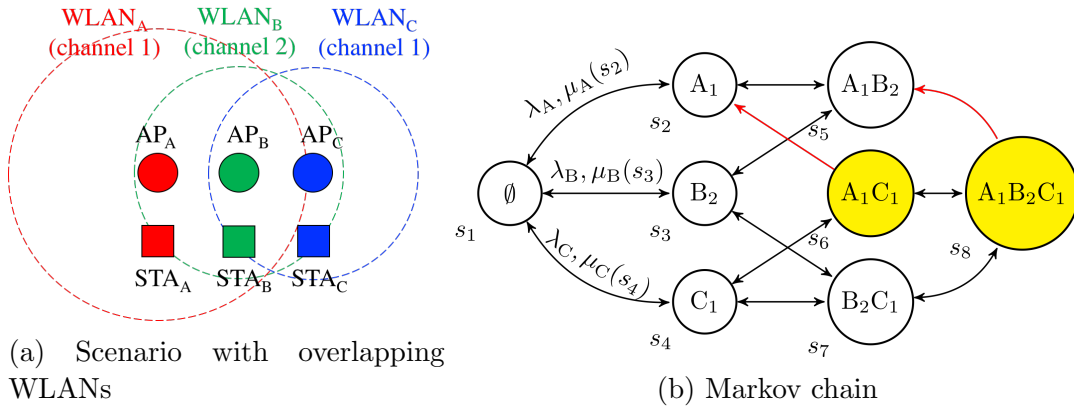 WLAN_A
(channel 1)
WLAN_B
(channel 2)
WLAN_C
(channel 1)
AP_A
AP_B
AP_C
STA_A
STA_B
STA_C
(a) Scenario with overlapping
WLANs
∅
s_1
λ_A, μ_A(s_2)
λ_B, μ_B(s_3)
λ_C, μ_C(s_4)
A_1
s_2
B_2
s_3
C_1
s_4
A_1B_2
s_5
A_1C_1
s_6
B_2C_1
s_7
A_1B_2C_1
s_8
(b) Markov chain